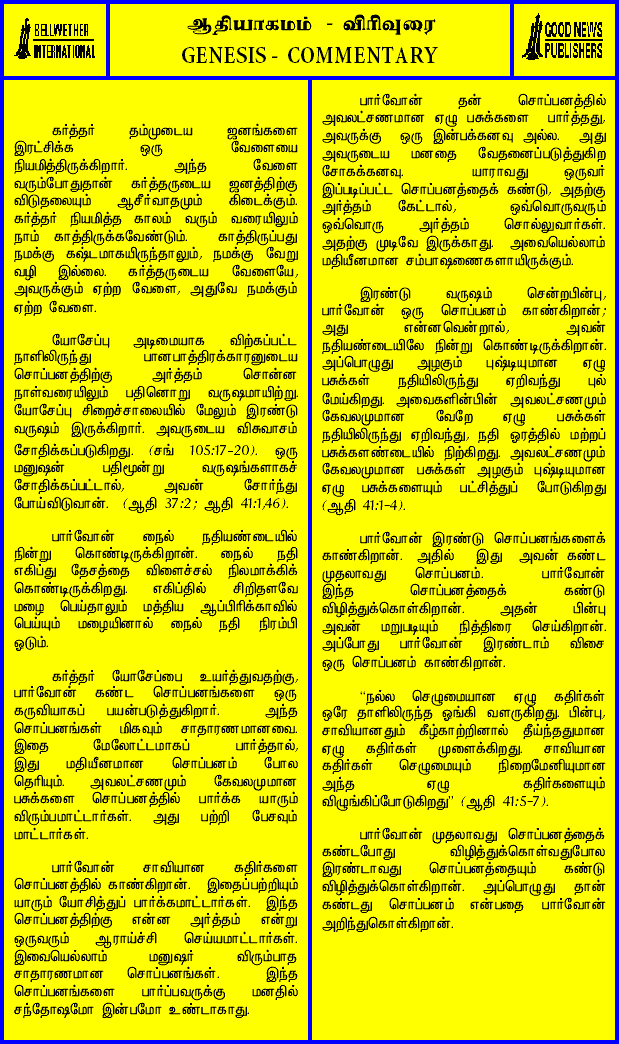 BELLWETHER
INTERNATIONAL
ஆதியாகமம் - விரிவுரை
GENESIS - COMMENTARY
GOOD NEWS
PUBLISHERS
கர்த்தர் தம்முடைய ஜனங்களை
இரட்சிக்க ஒரு வேளையை
நியமித்திருக்கிறார். அந்த வேளை
வரும்போதுதான் கர்த்தருடைய ஜனத்திற்கு
விடுதலையும் ஆசீர்வாதமும் கிடைக்கும்.
கர்த்தர் நியமித்த காலம் வரும் வரையிலும்
நாம் காத்திருக்கவேண்டும். காத்திருப்பது
நமக்கு கஷ்டமாகயிருந்தாலும், நமக்கு வேறு
வழி இல்லை. கர்த்தருடைய வேளையே,
அவருக்கும் ஏற்ற வேளை, அதுவே நமக்கும்
ஏற்ற வேளை.
யோசேப்பு அடிமையாக விற்கப்பட்ட
நாளிலிருந்து பானபாத்திரக்காரனுடைய
சொப்பனத்திற்கு அர்த்தம் சொன்ன
நாள்வரையிலும் பதினொறு வருஷமாயிற்று.
யோசேப்பு சிறைச்சாலையில் மேலும் இரண்டு
வருஷம் இருக்கிறார். அவருடைய விசுவாசம்
சோதிக்கப்படுகிறது. (சங் 105:17-20). ஒரு
மனுஷன் பதிமூன்று வருஷங்களாகச்
சோதிக்கப்பட்டால், அவன் சோர்ந்து
போய்விடுவான். (ஆதி 37:2; ஆதி 41:1,46).
பார்வோன் நைல் நதியண்டையில்
நின்று கொண்டிருக்கிறான். நைல் நதி
எகிப்து தேசத்தை விளைச்சல் நிலமாக்கிக்
கொண்டிருக்கிறது. எகிப்தில் சிறிதளவே
மழை பெய்தாலும் மத்திய ஆப்பிரிக்காவில்
பெய்யும் மழையினால் நைல் நதி நிரம்பி
ஓடும்.
கர்த்தர் யோசேப்பை உயர்த்துவதற்கு,
பார்வோன் கண்ட சொப்பனங்களை ஒரு
கருவியாகப் பயன்படுத்துகிறார். அந்த
சொப்பனங்கள் மிகவும் சாதாரணமானவை.
இதை மேலோட்டமாகப் பார்த்தால்,
இது மதியீனமான சொப்பனம் போல
தெரியும். அவலட்சணமும் கேவலமுமான
பசுக்களை சொப்பனத்தில் பார்க்க யாரும்
விரும்பமாட்டார்கள். அது பற்றி பேசவும்
மாட்டார்கள்.
பார்வோன் சாவியான கதிர்களை
சொப்பனத்தில் காண்கிறான். இதைப்பற்றியும்
யாரும் யோசித்துப் பார்க்கமாட்டார்கள். இந்த
சொப்பனத்திற்கு என்ன அர்த்தம் என்று
ஒருவரும் ஆராய்ச்சி செய்யமாட்டார்கள்.
இவையெல்லாம் மனுஷர் விரும்பாத
சாதாரணமான சொப்பனங்கள். இந்த
சொப்பனங்களை பார்ப்பவருக்கு மனதில்
சந்தோஷமோ இன்பமோ உண்டாகாது.
பார்வோன் தன் சொப்பனத்தில்
அவலட்சணமான ஏழு பசுக்களை பார்த்தது,
அவருக்கு ஒரு இன்பக்கனவு அல்ல. அது
அவருடைய மனதை வேதனைப்படுத்துகிற
சோகக்கனவு. யாராவது ஒருவர்
இப்படிப்பட்ட சொப்பனத்தைக் கண்டு, அதற்கு
அர்த்தம் கேட்டால், ஒவ்வொருவரும்
ஒவ்வொரு அர்த்தம் சொல்லுவார்கள்.
அதற்கு முடிவே இருக்காது. அவையெல்லாம்
மதியீனமான சம்பாஷணைகளாயிருக்கும்.
இரண்டு வருஷம் சென்றபின்பு,
பார்வோன் ஒரு சொப்பனம் காண்கிறான்;
அது என்னவென்றால், அவன்
நதியண்டையிலே நின்று கொண்டிருக்கிறான்.
அப்பொழுது அழகும் புஷ்டியுமான ஏழு
பசுக்கள் நதியிலிருந்து ஏறிவந்து புல்
மேய்கிறது. அவைகளின்பின் அவலட்சணமும்
கேவலமுமான வேறே ஏழு பசுக்கள்
நதியிலிருந்து ஏறிவந்து, நதி ஓரத்தில் மற்றப்
பசுக்களண்டையில் நிற்கிறது. அவலட்சணமும்
கேவலமுமான பசுக்கள் அழகும் புஷ்டியுமான
ஏழு பசுக்களையும் பட்சித்துப் போடுகிறது
(ஆதி 41:1-4).
பார்வோன் இரண்டு சொப்பனங்களைக்
காண்கிறான். அதில் இது அவன் கண்ட
முதலாவது சொப்பனம். பார்வோன்
இந்த சொப்பனத்தைக் கண்டு
விழித்துக்கொள்கிறான். அதன் பின்பு
அவன் மறுபடியும் நித்திரை செய்கிறான்.
அப்போது பார்வோன் இரண்டாம் விசை
ஒரு சொப்பனம் காண்கிறான்.
“நல்ல செழுமையான ஏழு கதிர்கள்
ஒரே தாளிலிருந்த ஓங்கி வளருகிறது. பின்பு,
சாவியானதும் கீழ்காற்றினால் தீய்ந்ததுமான
ஏழு கதிர்கள் முளைக்கிறது. சாவியான
கதிர்கள் செழுமையும் நிறைமேனியுமான
அந்த ஏழு கதிர்களையும்
விழுங்கிப்போடுகிறது” (ஆதி 41:5-7).
பார்வோன் முதலாவது சொப்பனத்தைக்
கண்டபோது விழித்துக்கொள்வதுபோல
இரண்டாவது சொப்பனத்தையும் கண்டு
விழித்துக்கொள்கிறான். அப்பொழுது தான்
கண்டது சொப்பனம் என்பதை பார்வோன்
அறிந்துகொள்கிறான்.